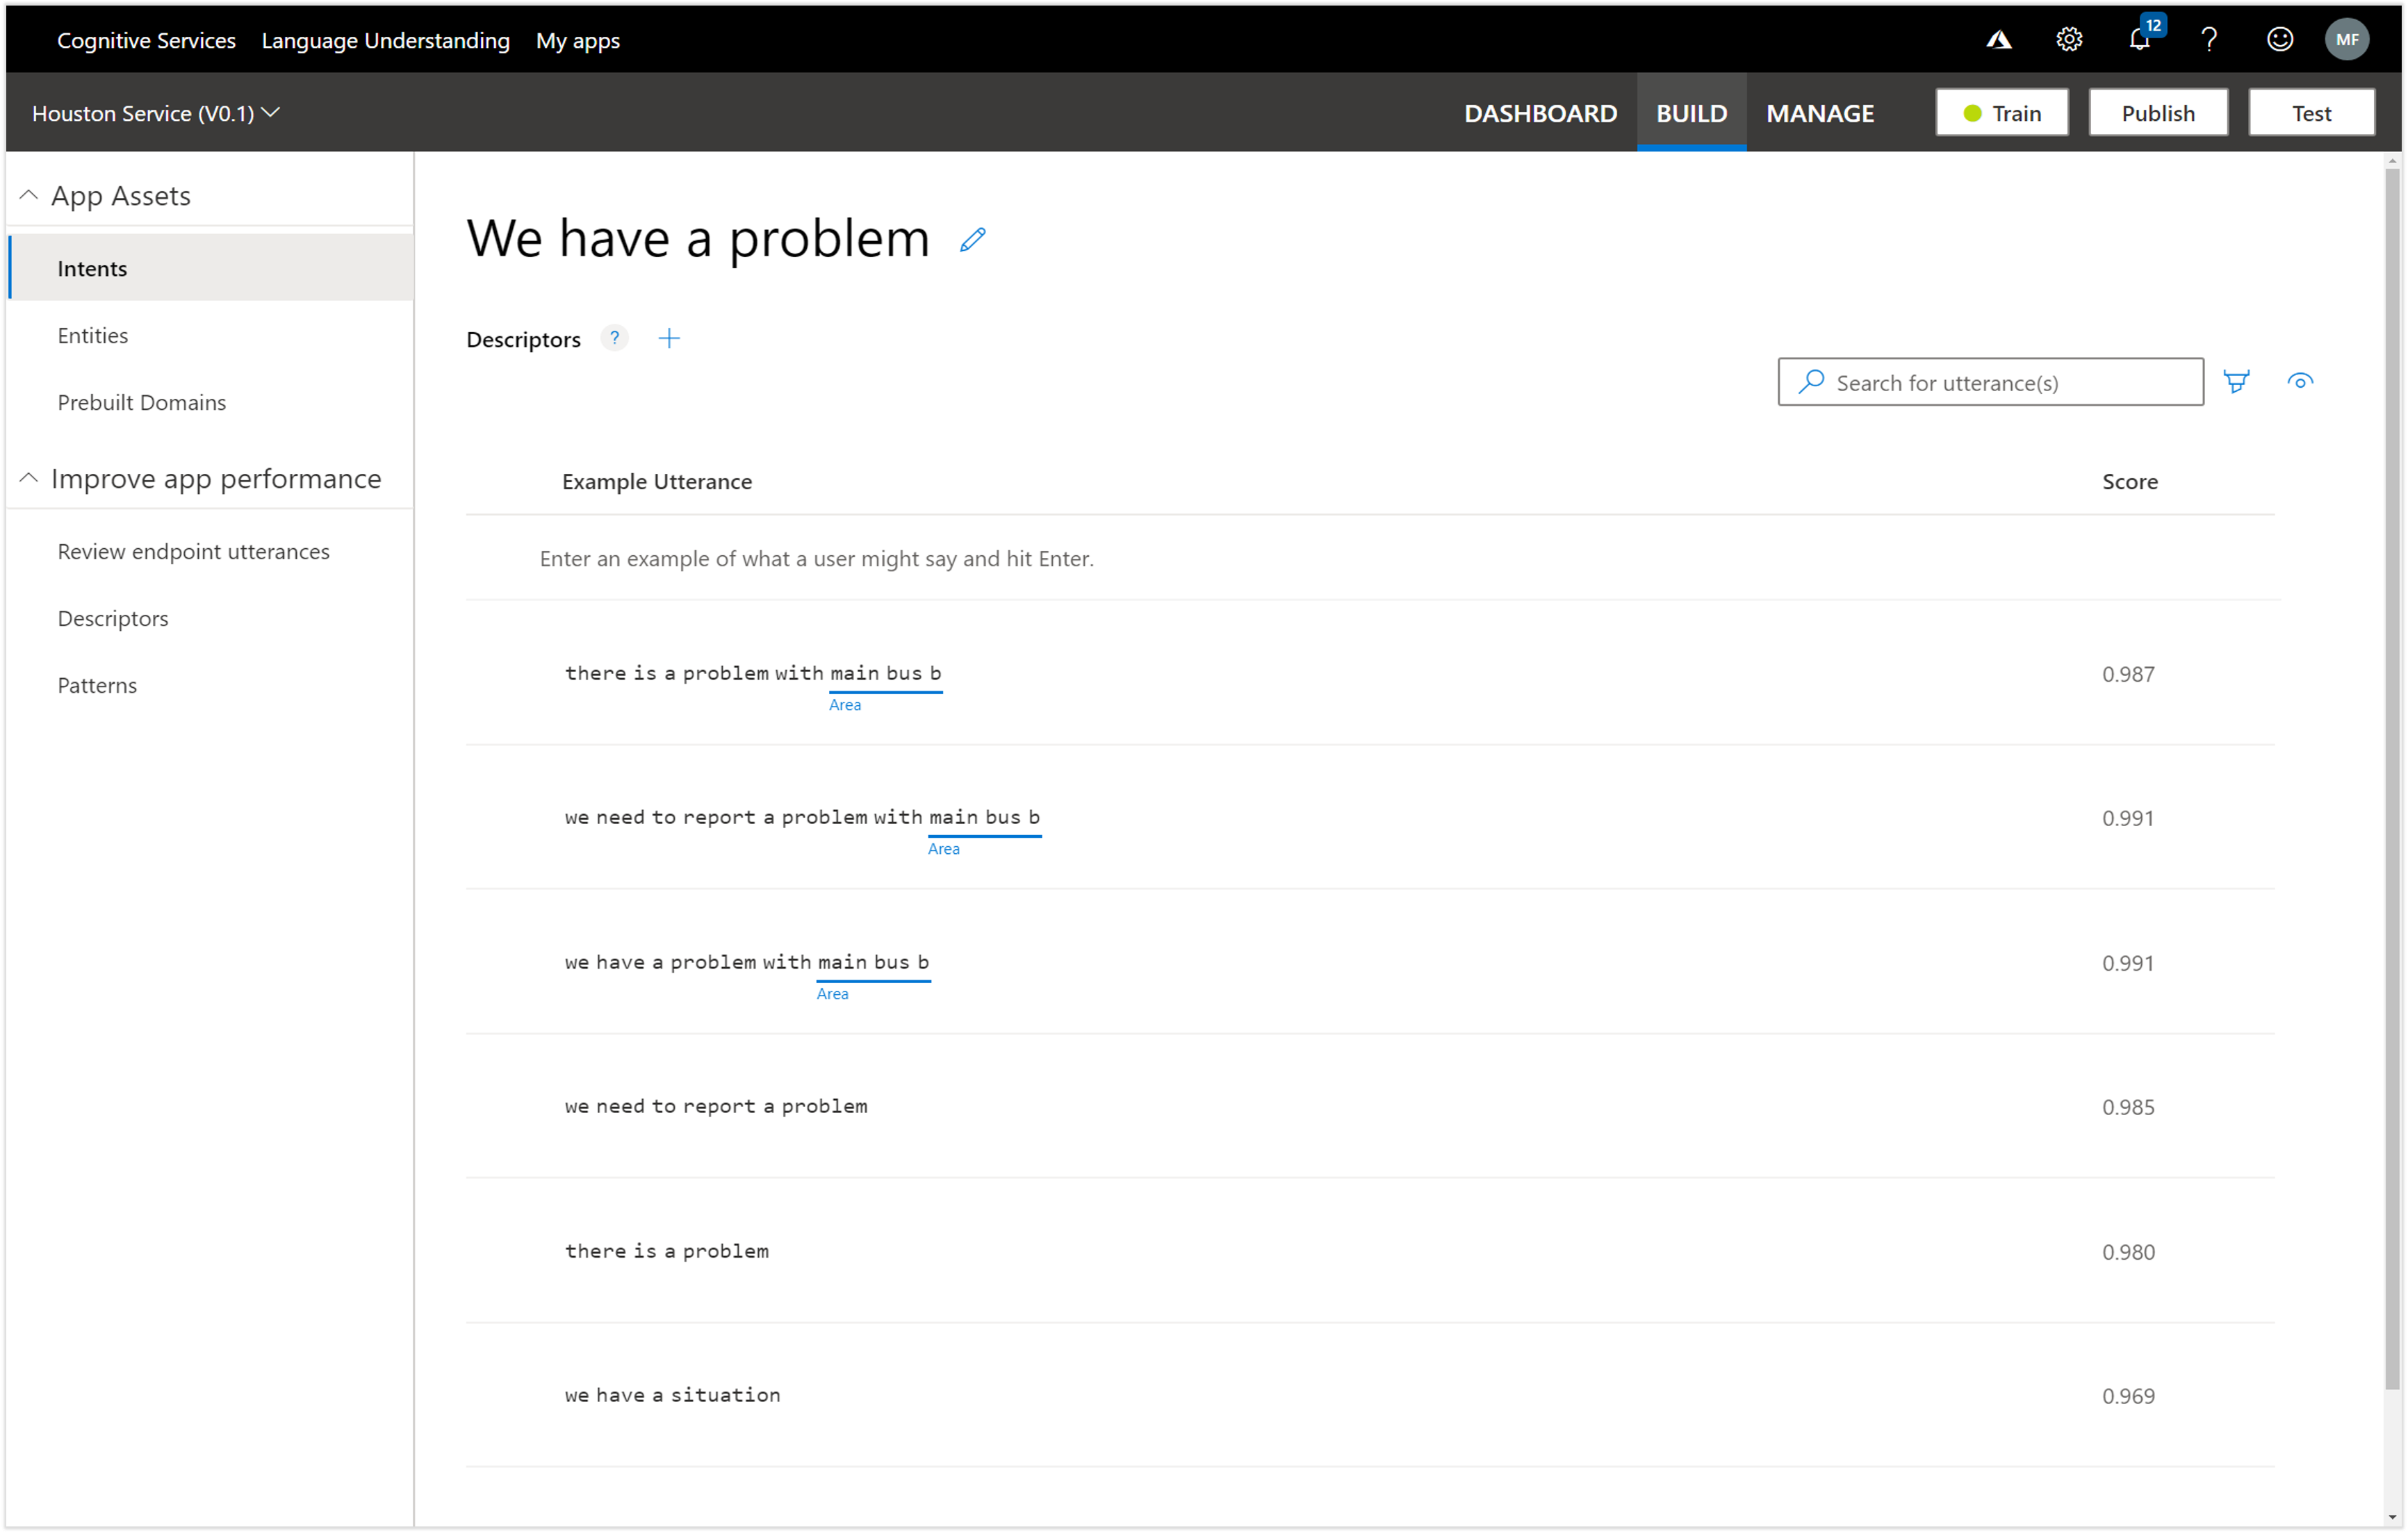 Cognitive Services Language Understanding My apps 12 ? MF
Houston Service (V0.1) DASHBOARD BUILD MANAGE Train Publish Test
App Assets
Intents
Entities
Prebuilt Domains
Improve app performance
Review endpoint utterances
Descriptors
Patterns
We have a problem
Descriptors ? +
Search for utterance(s)
Example Utterance Score
Enter an example of what a user might say and hit Enter.
there is a problem with main bus b 0.987
Area
we need to report a problem with main bus b 0.991
Area
we have a problem with main bus b 0.991
Area
we need to report a problem 0.985
there is a problem 0.980
we have a situation 0.969